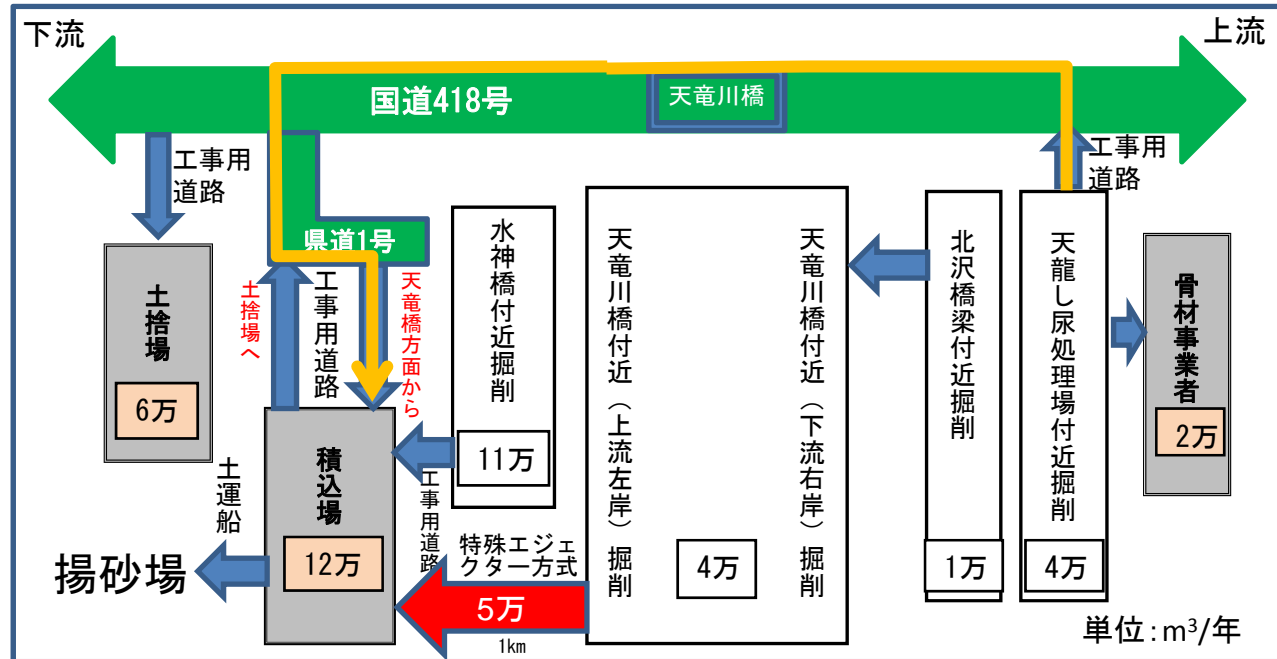 下流
上流
国道418号
天竜川橋
工事用
道路
工事用
道路
県道1号
土捨場
6万
土捨場へ
工事用道路
天竜橋方面から
水神橋付近掘削
11万
工事用道路
天竜川橋付近（上流左岸）掘削
天竜川橋付近（下流右岸）掘削
4万
北沢橋梁付近掘削
1万
天龍し尿処理場付近掘削
4万
骨材事業者
2万
積込場
12万
土運船
揚砂場
特殊エジェ
クター方式
5万
1km
単位：m³/年